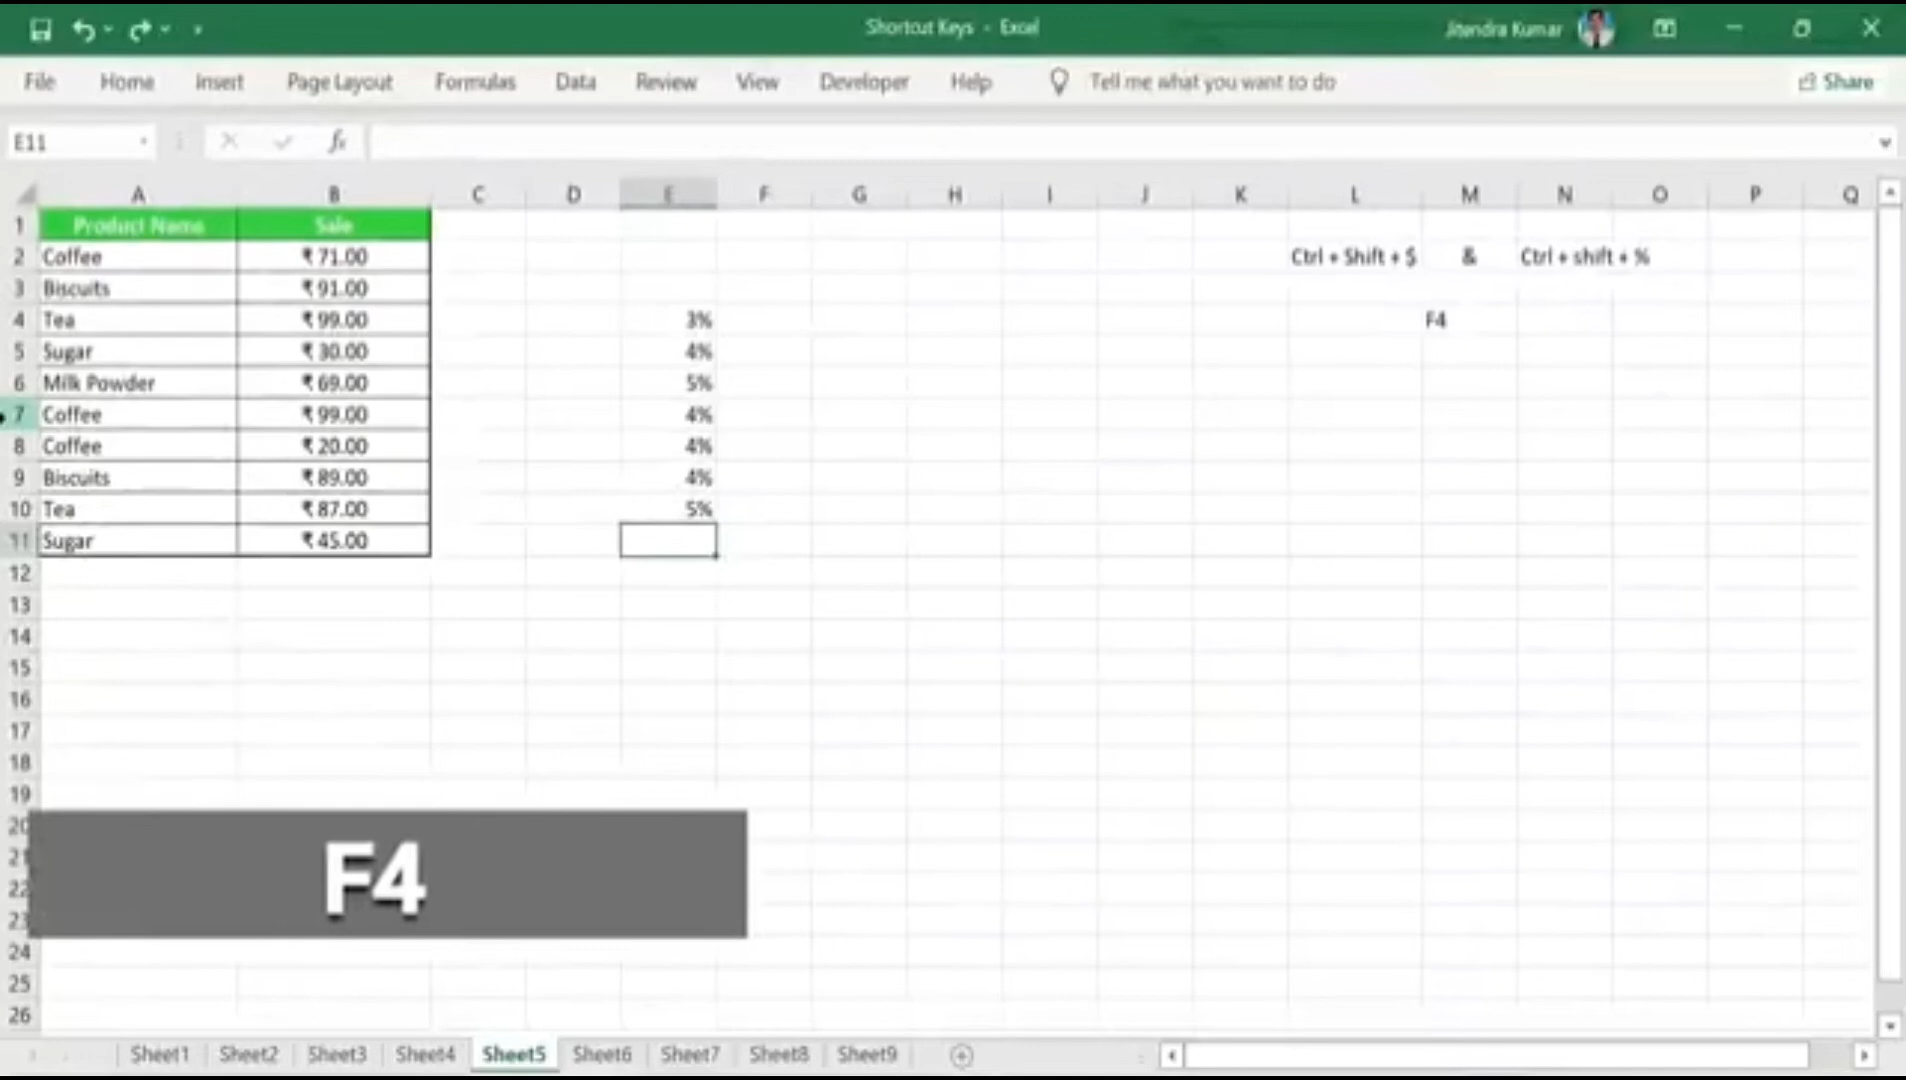 Shortcut Keys - Excel
Jitendra Kumar
File Home Insert Page Layout Formulas Data Review View Developer Help Tell me what you want to do Share
E11 fx
A B C D E F G H I J K L M N O P Q
1 Product Name Sale
2 Coffee ₹ 71.00 Ctrl + Shift + $ & Ctrl + shift + %
3 Biscuits ₹ 91.00
4 Tea ₹ 99.00 3% F4
5 Sugar ₹ 30.00 4%
6 Milk Powder ₹ 69.00 5%
7 Coffee ₹ 99.00 4%
8 Coffee ₹ 20.00 4%
9 Biscuits ₹ 89.00 4%
10 Tea ₹ 87.00 5%
11 Sugar ₹ 45.00
12
13
14
15
16
17
18
19
20
21
22
23
F4
24
25
26
Sheet1 Sheet2 Sheet3 Sheet4 Sheet5 Sheet6 Sheet7 Sheet8 Sheet9